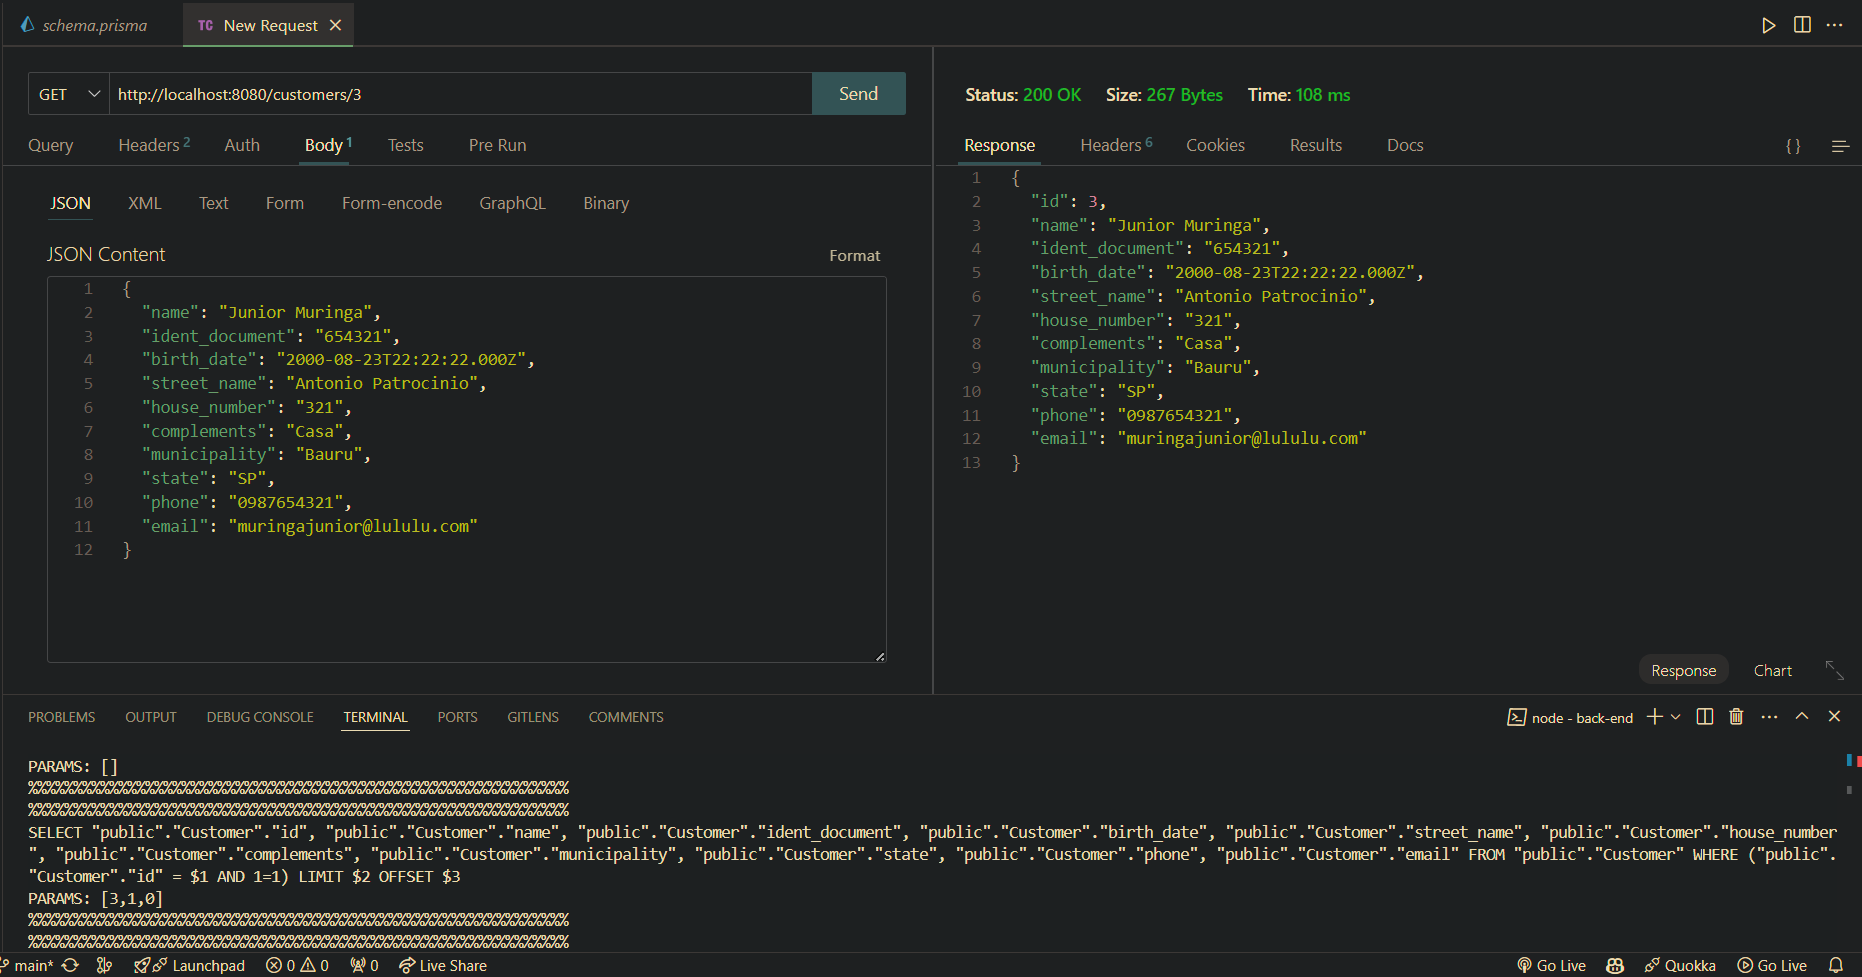 schema.prisma
TC New Request
GET http://localhost:8080/customers/3 Send
Query Headers 2 Auth Body 1 Tests Pre Run
JSON XML Text Form Form-encode GraphQL Binary
JSON Content Format
1 {
2 "name": "Junior Muringa",
3 "ident_document": "654321",
4 "birth_date": "2000-08-23T22:22:22.000Z",
5 "street_name": "Antonio Patrocinio",
6 "house_number": "321",
7 "complements": "Casa",
8 "municipality": "Bauru",
9 "state": "SP",
10 "phone": "0987654321",
11 "email": "muringajunior@lululu.com"
12 }
Status: 200 OK Size: 267 Bytes Time: 108 ms
Response Headers 6 Cookies Results Docs {}
1 {
2 "id": 3,
3 "name": "Junior Muringa",
4 "ident_document": "654321",
5 "birth_date": "2000-08-23T22:22:22.000Z",
6 "street_name": "Antonio Patrocinio",
7 "house_number": "321",
8 "complements": "Casa",
9 "municipality": "Bauru",
10 "state": "SP",
11 "phone": "0987654321",
12 "email": "muringajunior@lululu.com"
13 }
Response Chart
PROBLEMS OUTPUT DEBUG CONSOLE TERMINAL PORTS GITLENS COMMENTS
node - back-end
PARAMS: []
%%%%%%%%%%%%%%%%%%%%%%%%%%%%%%%%%%%%%%%%%%%%%%%%%%%%%%%%%%%%
%%%%%%%%%%%%%%%%%%%%%%%%%%%%%%%%%%%%%%%%%%%%%%%%%%%%%%%%%%%%
SELECT "public"."Customer"."id", "public"."Customer"."name", "public"."Customer"."ident_document", "public"."Customer"."birth_date", "public"."Customer"."street_name", "public"."Customer"."house_number
", "public"."Customer"."complements", "public"."Customer"."municipality", "public"."Customer"."state", "public"."Customer"."phone", "public"."Customer"."email" FROM "public"."Customer" WHERE ("public".
"Customer"."id" = $1 AND 1=1) LIMIT $2 OFFSET $3
PARAMS: [3,1,0]
%%%%%%%%%%%%%%%%%%%%%%%%%%%%%%%%%%%%%%%%%%%%%%%%%%%%%%%%%%%%
%%%%%%%%%%%%%%%%%%%%%%%%%%%%%%%%%%%%%%%%%%%%%%%%%%%%%%%%%%%%
main* Launchpad 0 0 0 Live Share Go Live Quokka Go Live